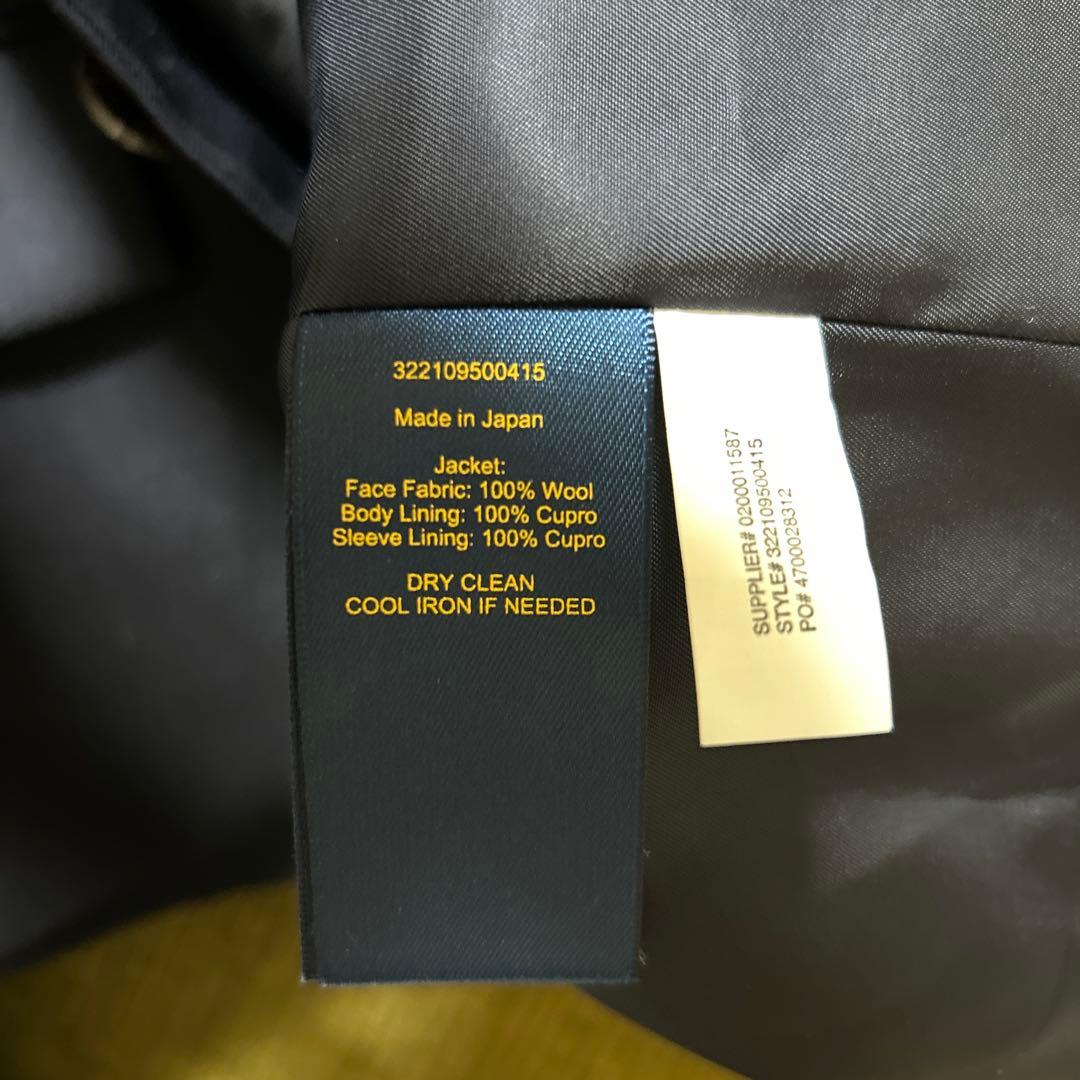 322109500415
Made in Japan
Jacket:
Face Fabric: 100% Wool
Body Lining: 100% Cupro
Sleeve Lining: 100% Cupro
DRY CLEAN
COOL IRON IF NEEDED
SUPPLIER# 0200011587
STYLE# 322109500415
PO# 4700028312